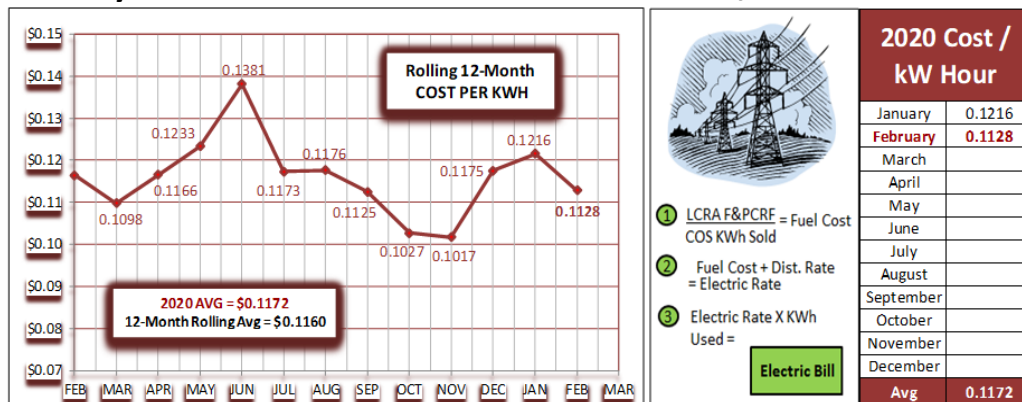 $0.15
$0.14
$0.13
$0.12
$0.11
$0.10
$0.09
$0.08
$0.07
0.1098
0.1166
0.1233
0.1381
0.1173
0.1176
0.1125
0.1027
0.1017
0.1175
0.1216
0.1128
Rolling 12-Month
COST PER KWH
2020 AVG = $0.1172
12-Month Rolling Avg = $0.1160
FEB MAR APR MAY JUN JUL AUG SEP OCT NOV DEC JAN FEB MAR
1 LCRA F&PCRF = Fuel Cost
COS KWh Sold
2 Fuel Cost + Dist. Rate
= Electric Rate
3 Electric Rate X KWh
Used =
Electric Bill
2020 Cost /
kW Hour
January 0.1216
February 0.1128
March
April
May
June
July
August
September
October
November
December
Avg 0.1172